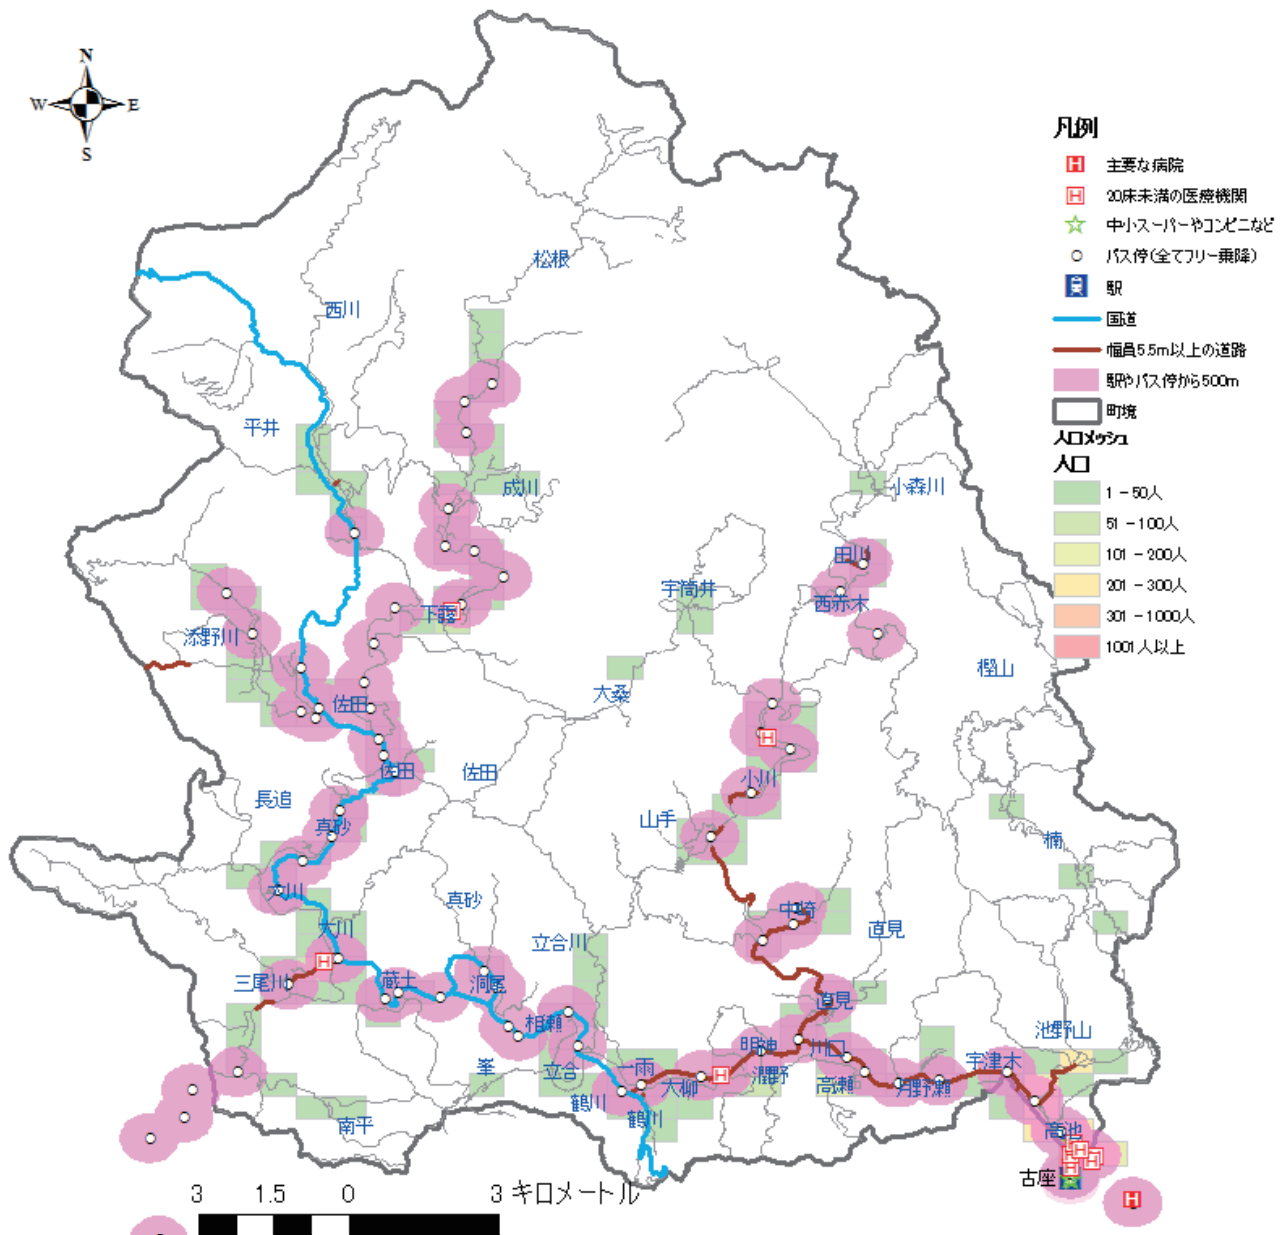 N
W
E
S
凡例
主要な病院
20床未満の医療機関
中小スーパーやコンビニなど
バス停(全てフリー乗降)
駅
国道
幅員5.5m以上の道路
駅やバス停から500m
町境
人口メッシュ
人口
1 - 50人
51 - 100人
101 - 200人
201 - 300人
301 - 1000人
1001人以上
松根
西川
平井
成川
小森川
田川
宇筒井
西赤木
下露
添野川
樫山
大桑
佐田
佐田
佐田
長追
小川
山手
真砂
楠
大川
真砂
中崎
大川
立合川
直見
三尾川
蔵土
洞尾
直見
相瀬
池野山
明神
川口
峯
立合
一雨
宇津木
大柳
潤野
高瀬
月野瀬
鶴川
鶴川
南平
高池
古座
3
1.5
0
3 キロメートル